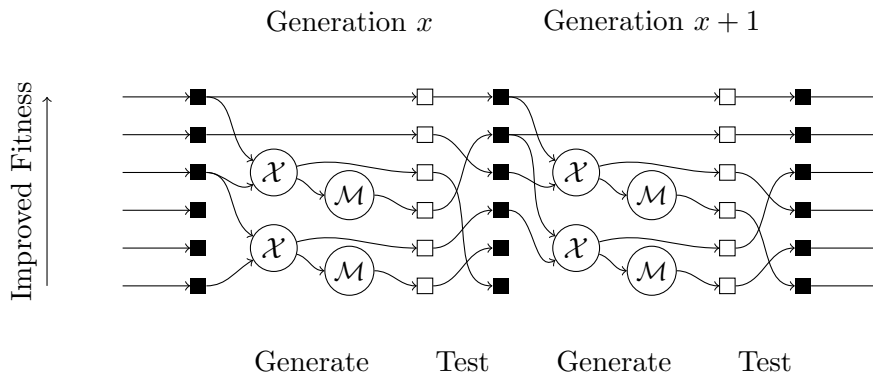 Generation x
Generation x + 1
Improved Fitness
𝒳
ℳ
𝒳
ℳ
𝒳
ℳ
𝒳
ℳ
Generate
Test
Generate
Test